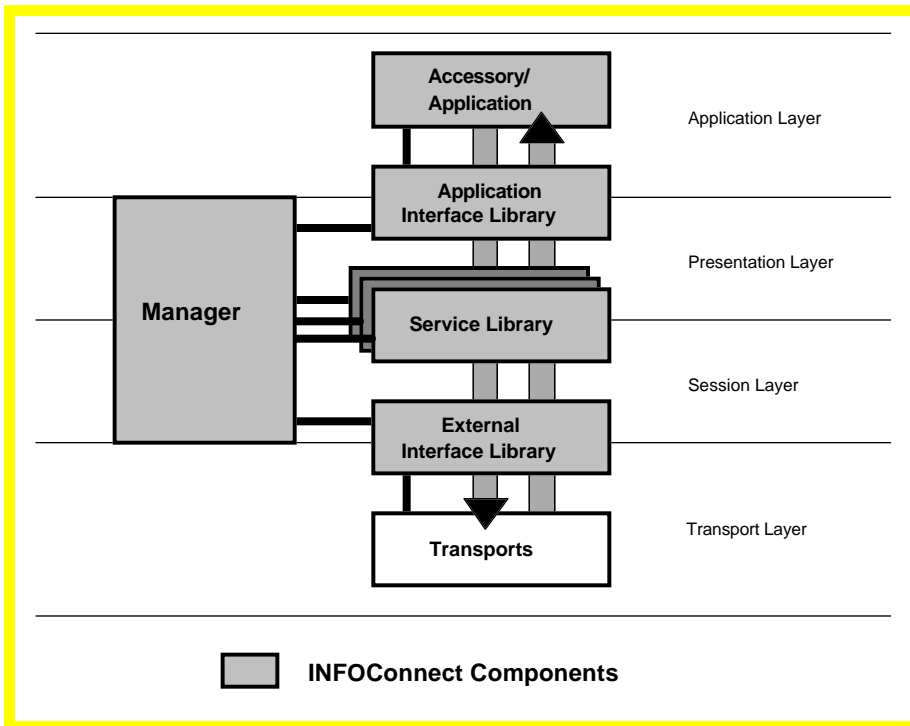 Accessory/
Application
Application Layer
Application
Interface Library
Presentation Layer
Manager
Service Library
Session Layer
External
Interface Library
Transport Layer
Transports
INFOConnect Components